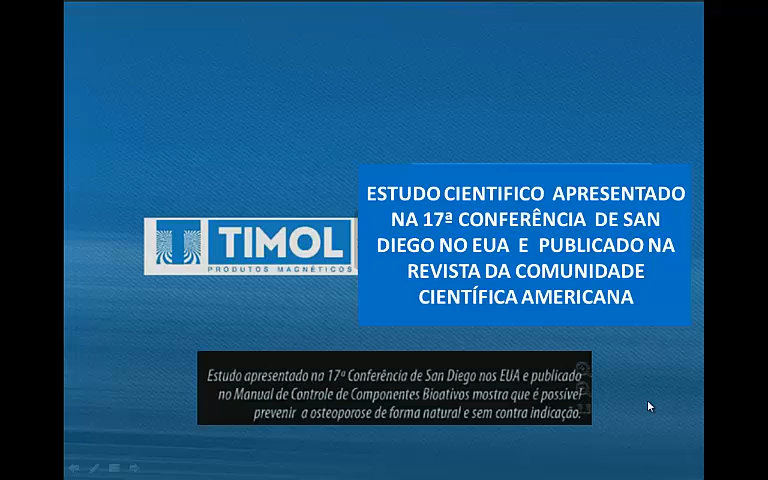 TIMOL
PRODUTOS MAGNÉTICOS
ESTUDO CIENTIFICO APRESENTADO
NA 17ª CONFERÊNCIA DE SAN
DIEGO NO EUA E PUBLICADO NA
REVISTA DA COMUNIDADE
CIENTÍFICA AMERICANA
Estudo apresentado na 17ª Conferência de San Diego nos EUA e publicado
no Manual de Controle de Componentes Bioativos mostra que é possível
prevenir a osteoporose de forma natural e sem contra indicação.